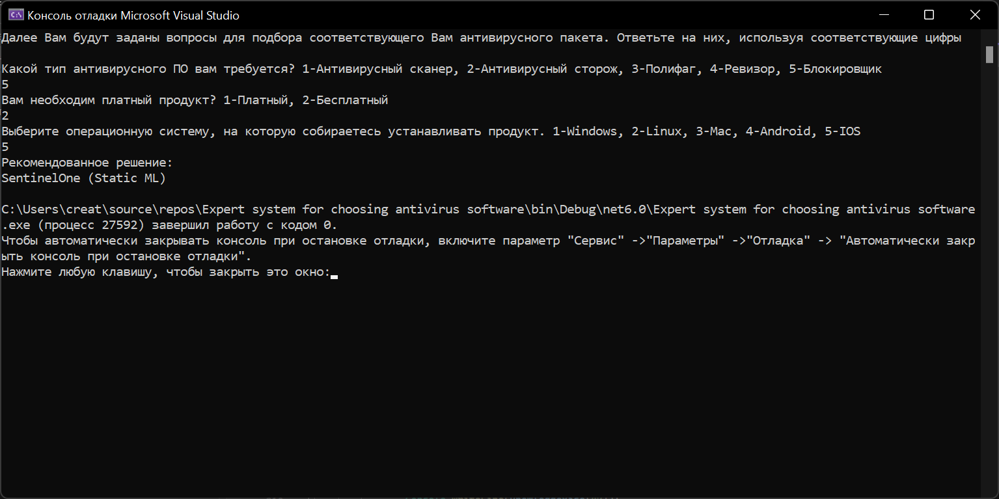 Консоль отладки Microsoft Visual Studio
Далее Вам будут заданы вопросы для подбора соответствующего Вам антивирусного пакета. Ответьте на них, используя соответствующие цифры
Какой тип антивирусного ПО вам требуется? 1-Антивирусный сканер, 2-Антивирусный сторож, 3-Полифаг, 4-Ревизор, 5-Блокировщик
5
Вам необходим платный продукт? 1-Платный, 2-Бесплатный
2
Выберите операционную систему, на которую собираетесь устанавливать продукт. 1-Windows, 2-Linux, 3-Mac, 4-Android, 5-IOS
5
Рекомендованное решение:
SentinelOne (Static ML)
C:\Users\creat\source\repos\Expert system for choosing antivirus software\bin\Debug\net6.0\Expert system for choosing antivirus software
.exe (процесс 27592) завершил работу с кодом 0.
Чтобы автоматически закрывать консоль при остановке отладки, включите параметр "Сервис" ->"Параметры" ->"Отладка" -> "Автоматически закр
ыть консоль при остановке отладки".
Нажмите любую клавишу, чтобы закрыть это окно: